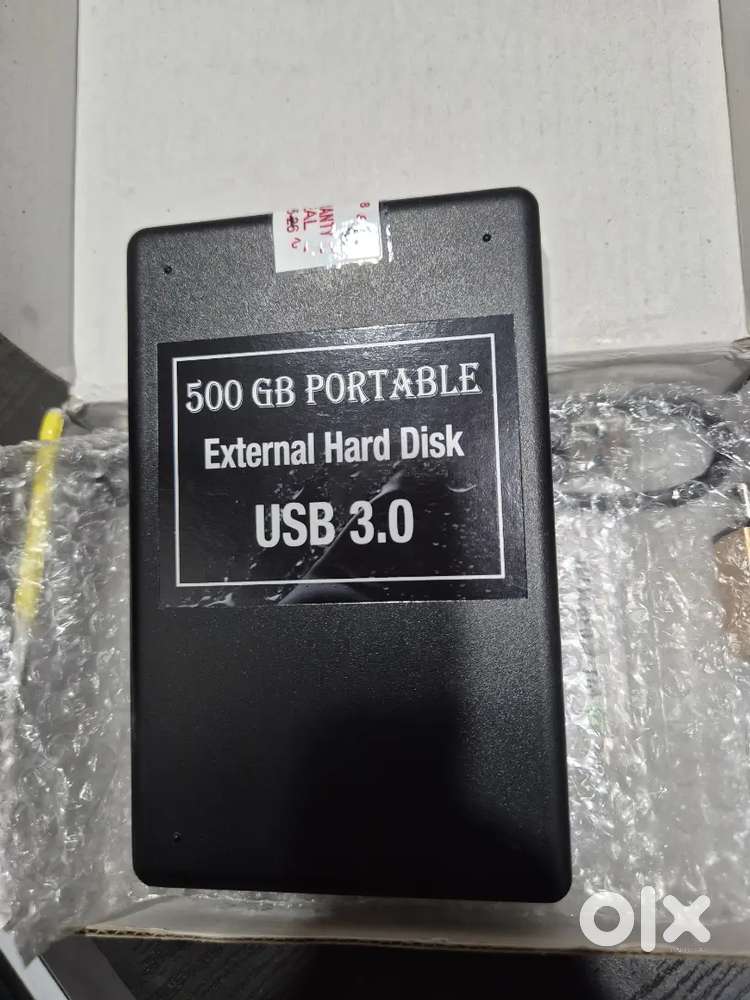 500 GB PORTABLE
External Hard Disk
USB 3.0
olx